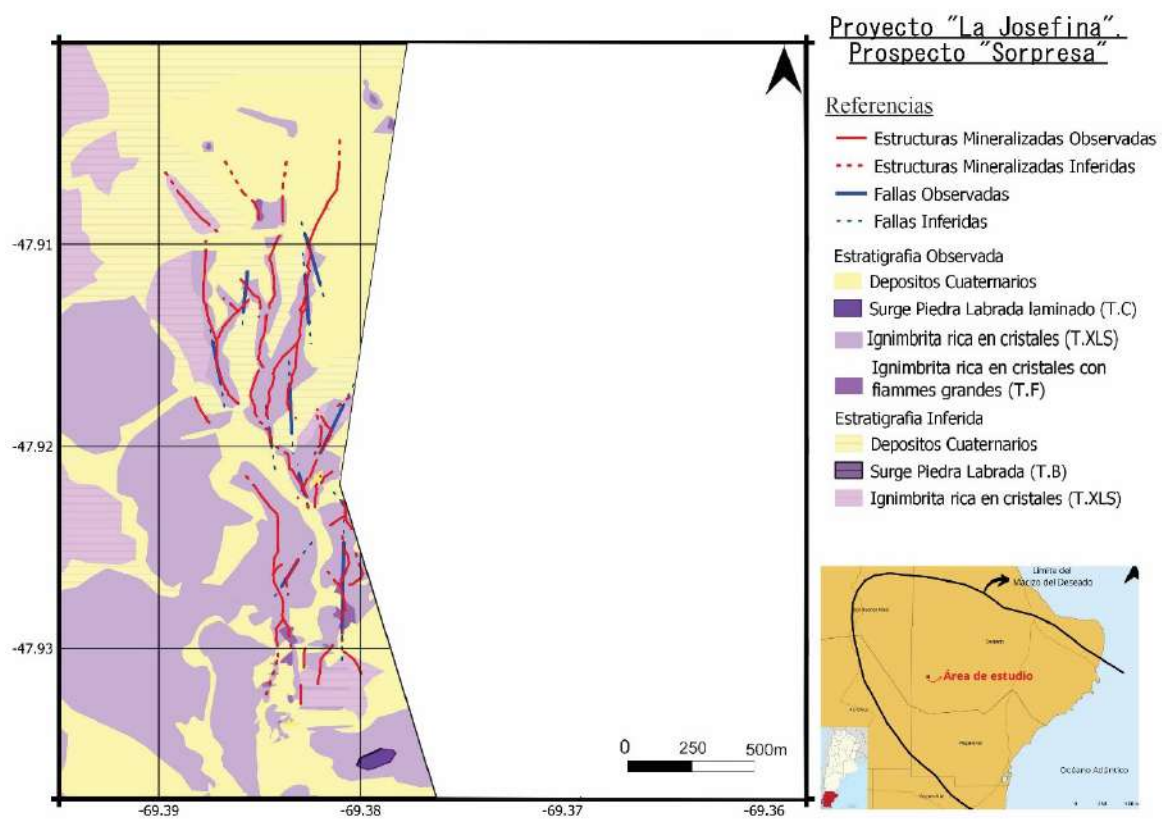 Proyecto "La Josefina".
Prospecto "Sorpresa"
Referencias
Estructuras Mineralizadas Observadas
Estructuras Mineralizadas Inferidas
Fallas Observadas
Fallas Inferidas
Estratigrafia Observada
Depositos Cuaternarios
Surge Piedra Labrada laminado (T.C)
Ignimbrita rica en cristales (T.XLS)
Ignimbrita rica en cristales con
fiammes grandes (T.F)
Estratigrafia Inferida
Depositos Cuaternarios
Surge Piedra Labrada (T.B)
Ignimbrita rica en cristales (T.XLS)
-47.91
-47.92
-47.93
-69.39
-69.38
-69.37
-69.36
0 250 500m
Límite del
Macizo del Deseado
Deseado
Área de estudio
Océano Atlántico